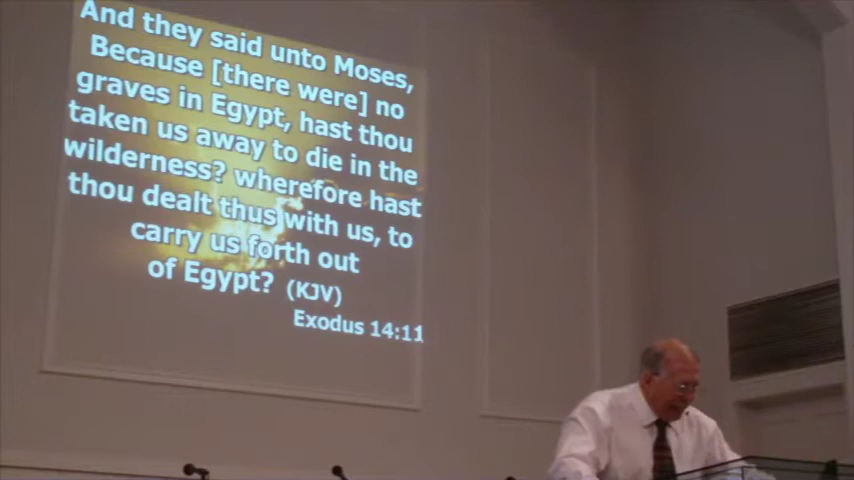 And they said unto Moses,
Because [there were] no
graves in Egypt, hast thou
taken us away to die in the
wilderness? wherefore hast
thou dealt thus with us, to
carry us forth out
of Egypt? (KJV)
Exodus 14:11